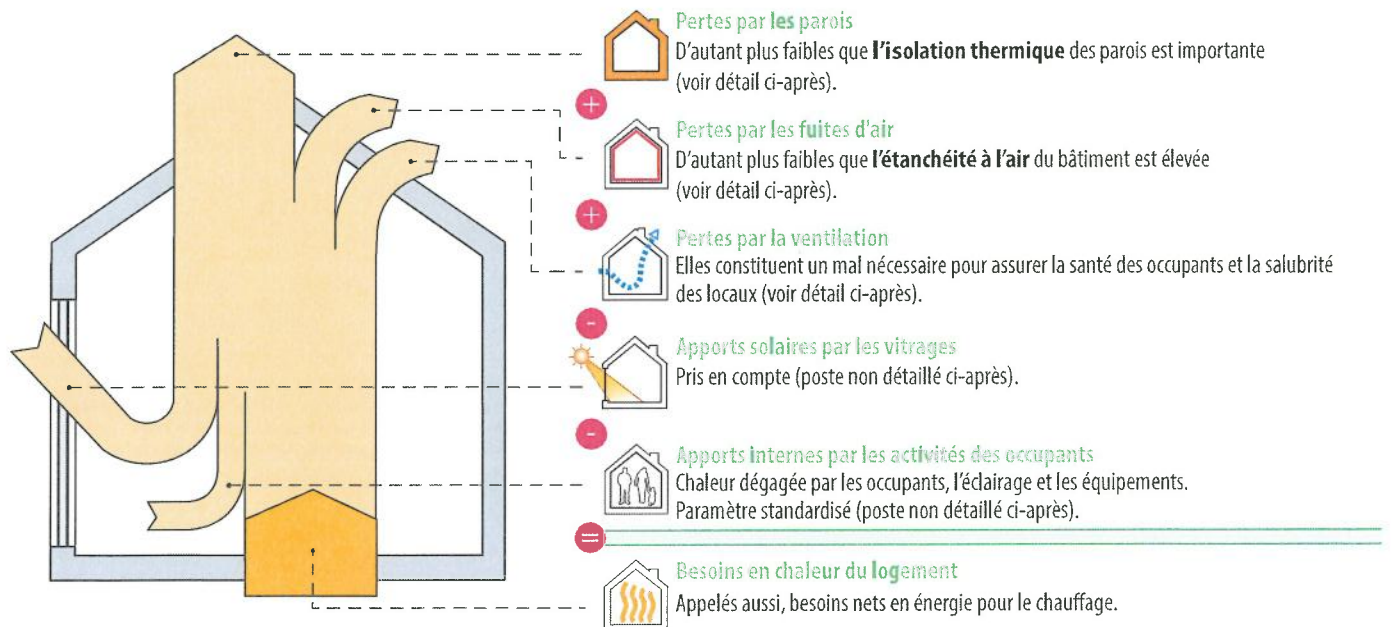 Pertes par les parois
D'autant plus faibles que l'isolation thermique des parois est importante
(voir détail ci-après).
+
Pertes par les fuites d'air
D'autant plus faibles que l'étanchéité à l'air du bâtiment est élevée
(voir détail ci-après).
+
Pertes par la ventilation
Elles constituent un mal nécessaire pour assurer la santé des occupants et la salubrité
des locaux (voir détail ci-après).
-
Apports solaires par les vitrages
Pris en compte (poste non détaillé ci-après).
-
Apports internes par les activités des occupants
Chaleur dégagée par les occupants, l'éclairage et les équipements.
Paramètre standardisé (poste non détaillé ci-après).
=
Besoins en chaleur du logement
Appelés aussi, besoins nets en énergie pour le chauffage.